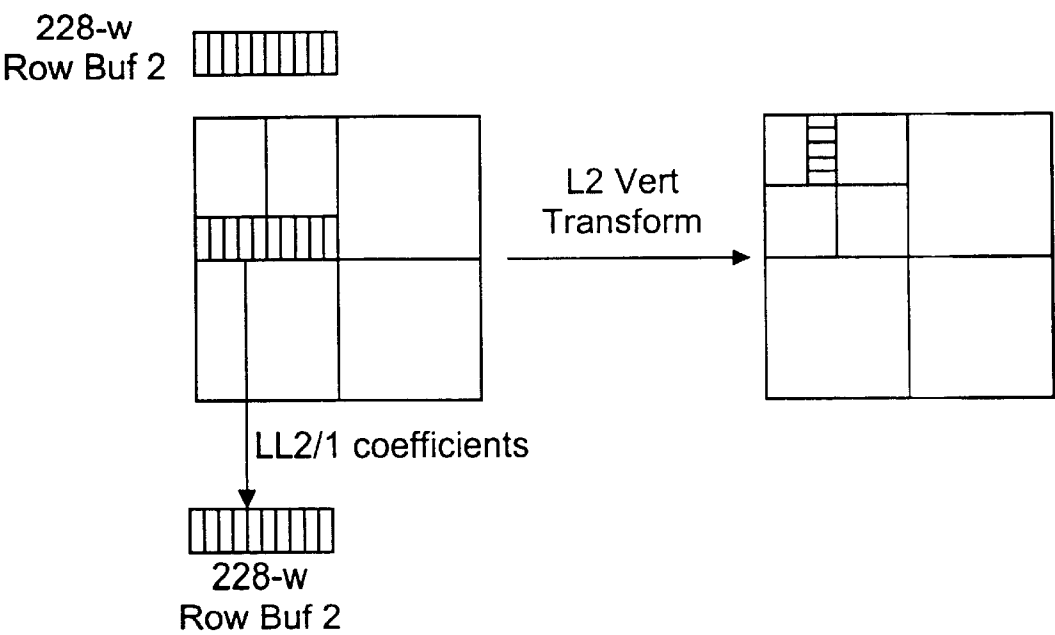 228-w
Row Buf 2
L2 Vert
Transform
LL2/1 coefficients
228-w
Row Buf 2